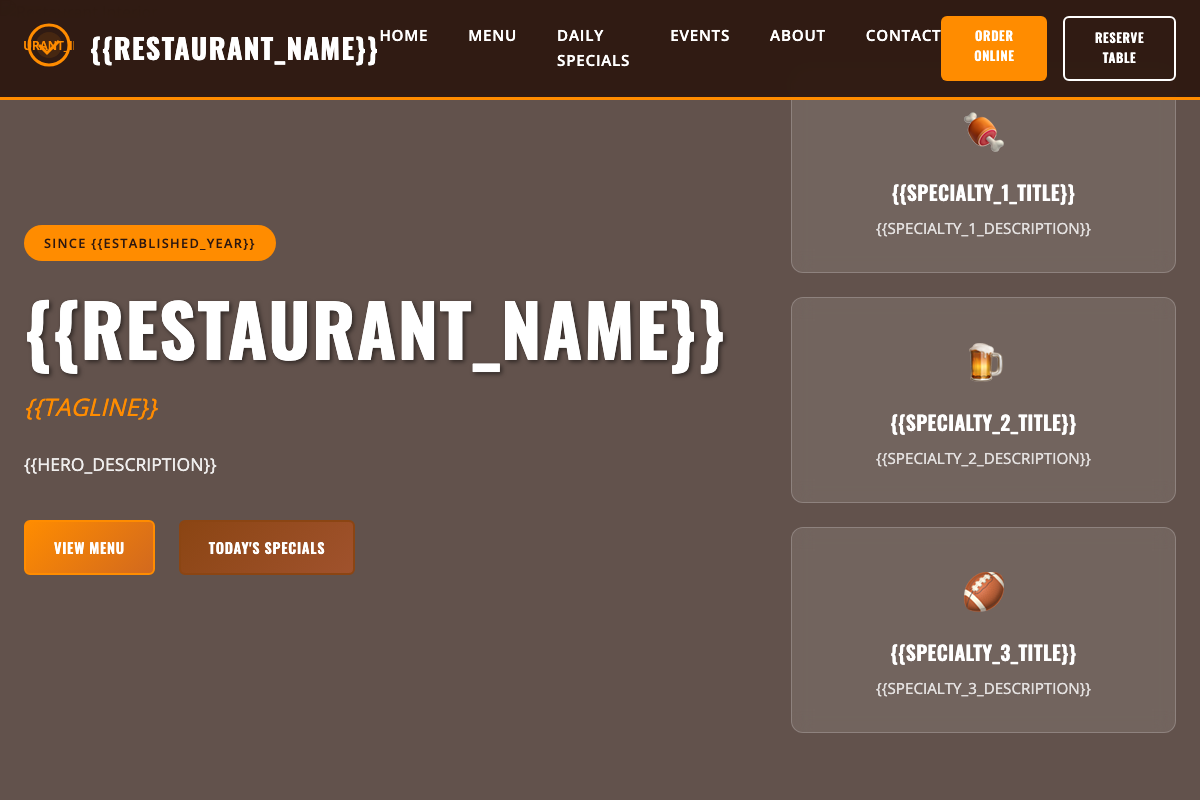 {{RESTAURANT_NAME}}
HOME
MENU
DAILY
SPECIALS
EVENTS
ABOUT
CONTACT
ORDER
ONLINE
RESERVE
TABLE
SINCE {{ESTABLISHED_YEAR}}
{{RESTAURANT_NAME}}
{{TAGLINE}}
{{HERO_DESCRIPTION}}
VIEW MENU
TODAY'S SPECIALS
{{SPECIALTY_1_TITLE}}
{{SPECIALTY_1_DESCRIPTION}}
{{SPECIALTY_2_TITLE}}
{{SPECIALTY_2_DESCRIPTION}}
{{SPECIALTY_3_TITLE}}
{{SPECIALTY_3_DESCRIPTION}}